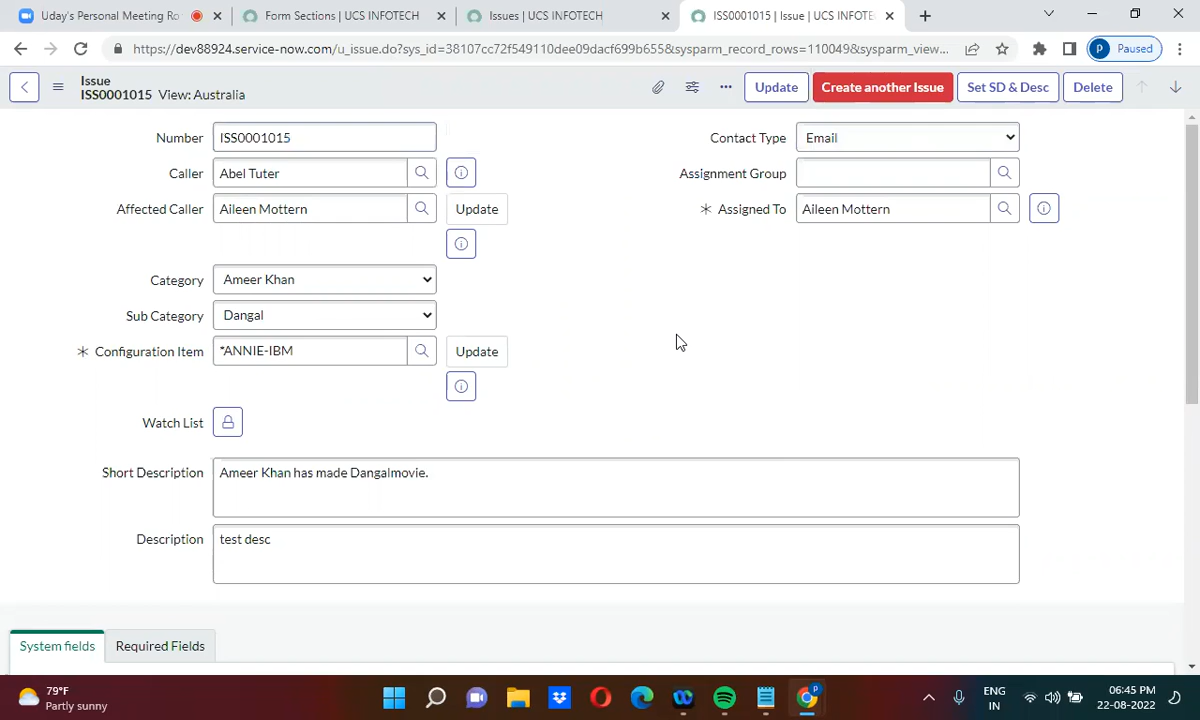 Uday's Personal Meeting Ro
Form Sections | UCS INFOTECH
Issues | UCS INFOTECH
ISS0001015 | Issue | UCS INFOTE
https://dev88924.service-now.com/u_issue.do?sys_id=38107cc72f549110dee09dacf699b655&sysparm_record_rows=110049&sysparm_view...
P Paused
Issue
ISS0001015 View: Australia
Update
Create another Issue
Set SD & Desc
Delete
Number ISS0001015
Contact Type Email
Caller Abel Tuter
Assignment Group
Affected Caller Aileen Mottern Update
* Assigned To Aileen Mottern
Category Ameer Khan
Sub Category Dangal
* Configuration Item *ANNIE-IBM Update
Watch List
Short Description Ameer Khan has made Dangalmovie.
Description test desc
System fields Required Fields
79°F
Partly sunny
P
ENG
IN
06:45 PM
22-08-2022